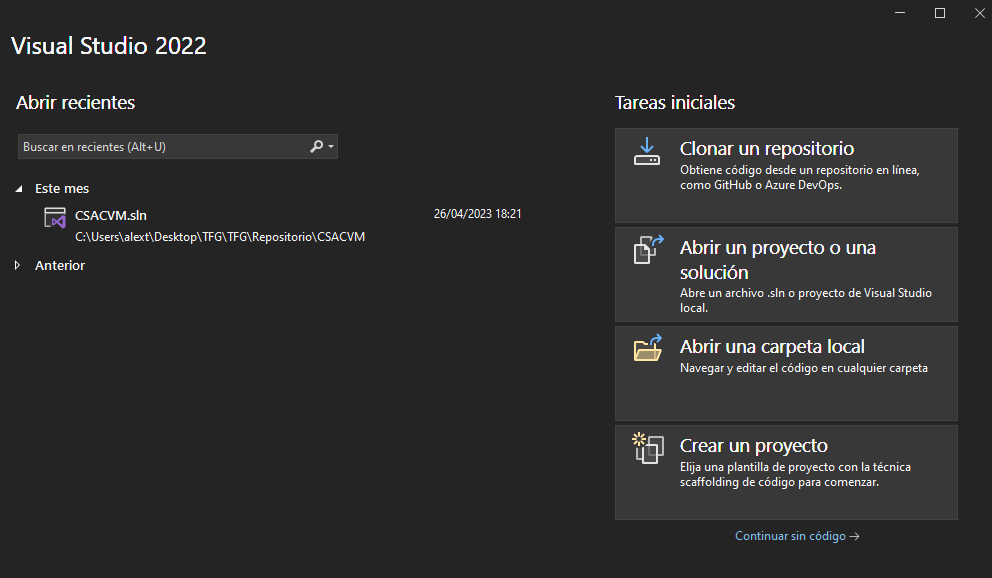 Visual Studio 2022
Abrir recientes
Buscar en recientes (Alt+U)
Este mes
CSACVM.sln
26/04/2023 18:21
C:\Users\alext\Desktop\TFG\TFG\Repositorio\CSACVM
Anterior
Tareas iniciales
Clonar un repositorio
Obtiene código desde un repositorio en línea,
como GitHub o Azure DevOps.
Abrir un proyecto o una
solución
Abre un archivo .sln o proyecto de Visual Studio
local.
Abrir una carpeta local
Navegar y editar el código en cualquier carpeta
Crear un proyecto
Elija una plantilla de proyecto con la técnica
scaffolding de código para comenzar.
Continuar sin código →